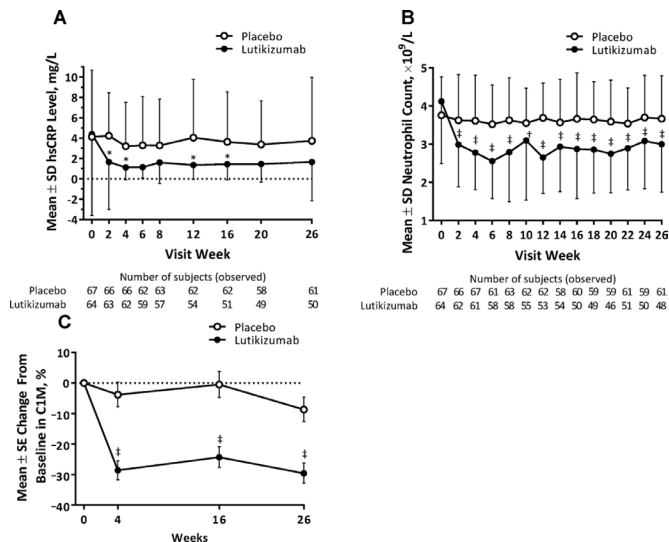 A
Placebo
Lutikizumab
Mean ± SD hsCRP Level, mg/L
10
8
6
4
2
0
-2
-4
* * * *
0 2 4 6 8 12 16 20 26
Visit Week
Number of subjects (observed)
Placebo 67 66 66 62 63 62 62 58 61
Lutikizumab 64 63 62 59 57 54 51 49 50
B
Placebo
Lutikizumab
Mean ± SD Neutrophil Count, ×10⁹/L
5
4
3
2
1
‡ ‡ ‡ ‡ † ‡ ‡ ‡ ‡ ‡ ‡ ‡ ‡
0 2 4 6 8 10 12 14 16 18 20 22 24 26
Visit Week
Number of subjects (observed)
Placebo 67 66 67 61 63 62 62 58 60 59 59 61 59 61
Lutikizumab 64 62 61 58 58 55 53 54 50 49 46 51 50 48
C
Placebo
Lutikizumab
Mean ± SE Change From
Baseline in C1M, %
10
0
−10
−20
−30
−40
‡ ‡ ‡
0 4 16 26
Weeks